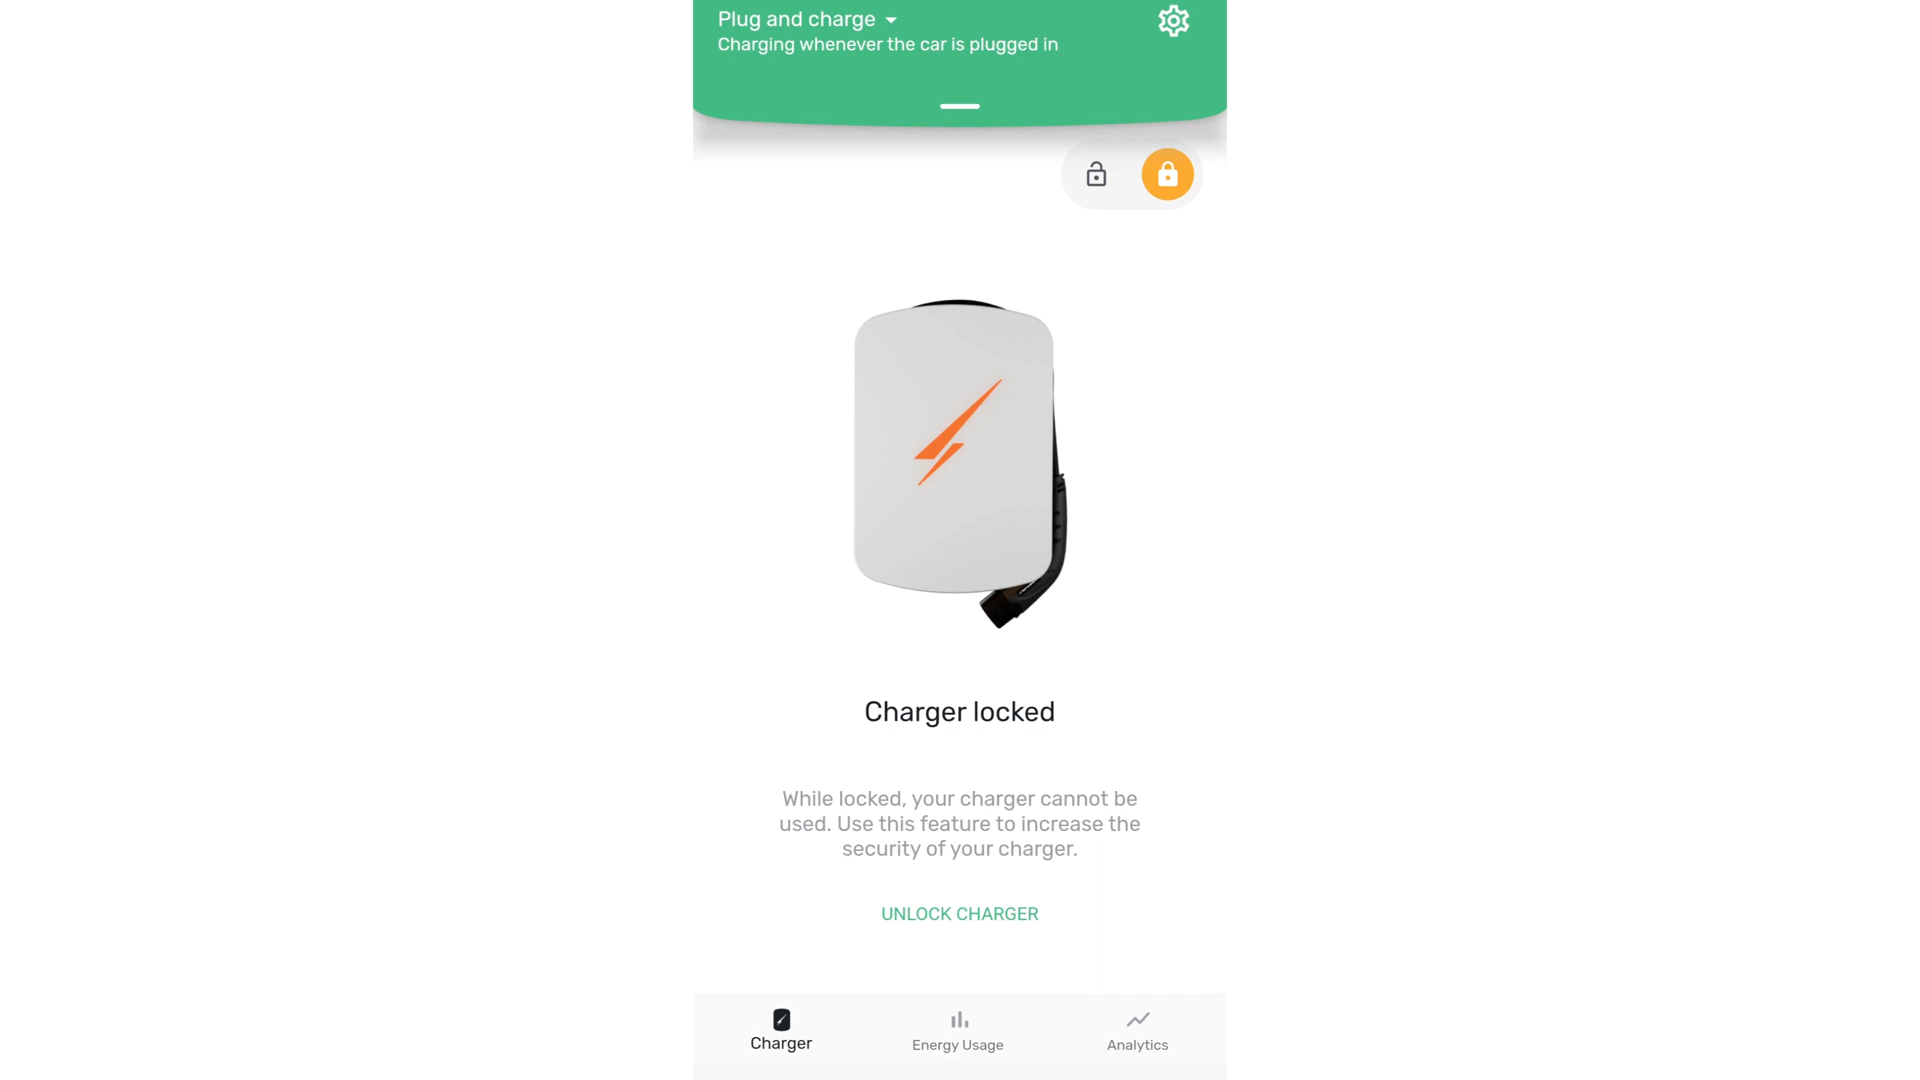 Plug and charge
Charging whenever the car is plugged in
Charger locked
While locked, your charger cannot be
used. Use this feature to increase the
security of your charger.
UNLOCK CHARGER
Charger
Energy Usage
Analytics